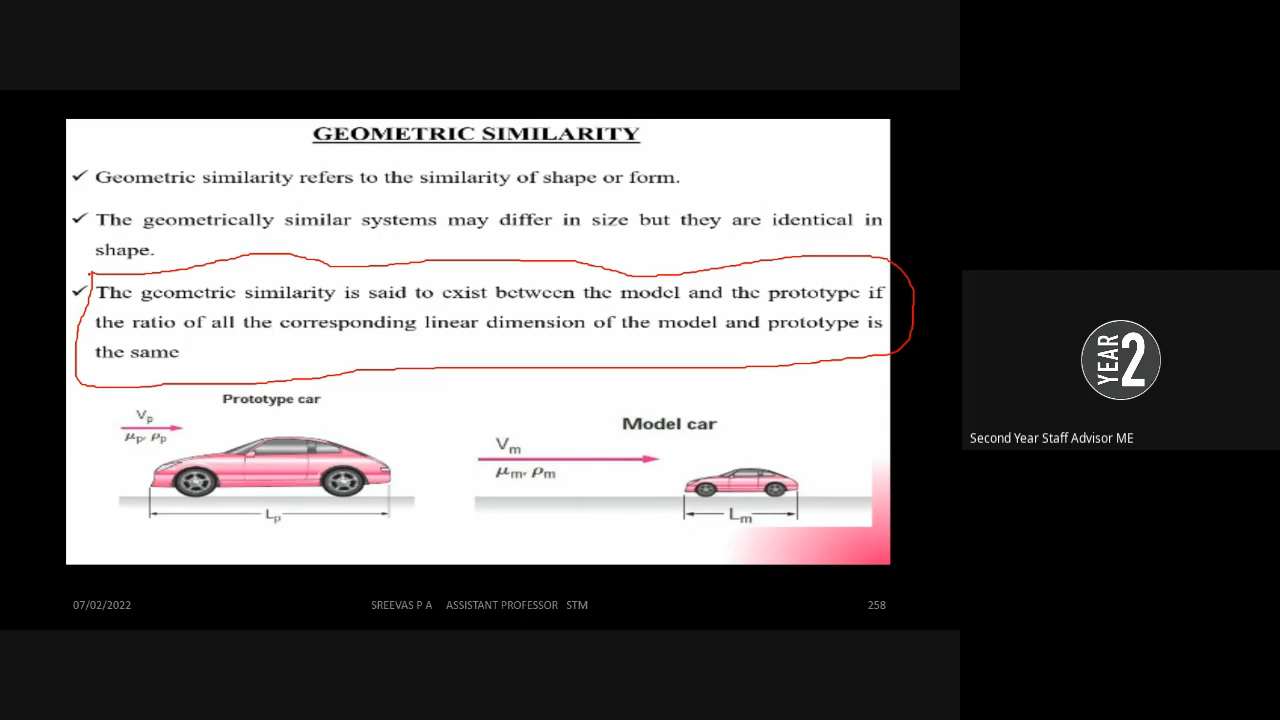 GEOMETRIC SIMILARITY
✓ Geometric similarity refers to the similarity of shape or form.
✓ The geometrically similar systems may differ in size but they are identical in
shape.
✓ The geometric similarity is said to exist between the model and the prototype if
the ratio of all the corresponding linear dimension of the model and prototype is
the same
Prototype car
Vp
μp, ρp
Lp
Model car
Vm
μm, ρm
Lm
07/02/2022
SREEVAS P A ASSISTANT PROFESSOR STM
258
YEAR 2
Second Year Staff Advisor ME